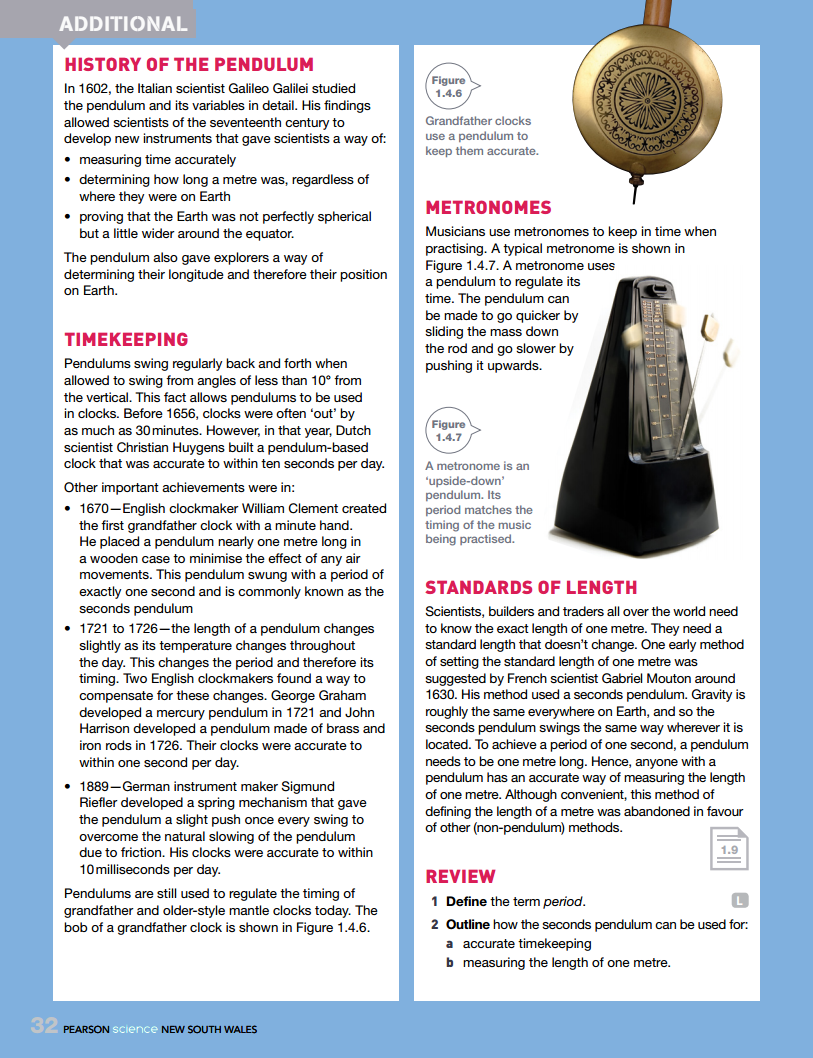 ADDITIONAL
HISTORY OF THE PENDULUM
In 1602, the Italian scientist Galileo Galilei studied
the pendulum and its variables in detail. His findings
allowed scientists of the seventeenth century to
develop new instruments that gave scientists a way of:
• measuring time accurately
• determining how long a metre was, regardless of
where they were on Earth
• proving that the Earth was not perfectly spherical
but a little wider around the equator.
The pendulum also gave explorers a way of
determining their longitude and therefore their position
on Earth.
TIMEKEEPING
Pendulums swing regularly back and forth when
allowed to swing from angles of less than 10° from
the vertical. This fact allows pendulums to be used
in clocks. Before 1656, clocks were often ‘out’ by
as much as 30 minutes. However, in that year, Dutch
scientist Christian Huygens built a pendulum-based
clock that was accurate to within ten seconds per day.
Other important achievements were in:
• 1670—English clockmaker William Clement created
the first grandfather clock with a minute hand.
He placed a pendulum nearly one metre long in
a wooden case to minimise the effect of any air
movements. This pendulum swung with a period of
exactly one second and is commonly known as the
seconds pendulum
• 1721 to 1726—the length of a pendulum changes
slightly as its temperature changes throughout
the day. This changes the period and therefore its
timing. Two English clockmakers found a way to
compensate for these changes. George Graham
developed a mercury pendulum in 1721 and John
Harrison developed a pendulum made of brass and
iron rods in 1726. Their clocks were accurate to
within one second per day.
• 1889—German instrument maker Sigmund
Riefler developed a spring mechanism that gave
the pendulum a slight push once every swing to
overcome the natural slowing of the pendulum
due to friction. His clocks were accurate to within
10 milliseconds per day.
Pendulums are still used to regulate the timing of
grandfather and older-style mantle clocks today. The
bob of a grandfather clock is shown in Figure 1.4.6.
Figure
1.4.6
Grandfather clocks
use a pendulum to
keep them accurate.
METRONOMES
Musicians use metronomes to keep in time when
practising. A typical metronome is shown in
Figure 1.4.7. A metronome uses
a pendulum to regulate its
time. The pendulum can
be made to go quicker by
sliding the mass down
the rod and go slower by
pushing it upwards.
Figure
1.4.7
A metronome is an
‘upside-down’
pendulum. Its
period matches the
timing of the music
being practised.
STANDARDS OF LENGTH
Scientists, builders and traders all over the world need
to know the exact length of one metre. They need a
standard length that doesn’t change. One early method
of setting the standard length of one metre was
suggested by French scientist Gabriel Mouton around
1630. His method used a seconds pendulum. Gravity is
roughly the same everywhere on Earth, and so the
seconds pendulum swings the same way wherever it is
located. To achieve a period of one second, a pendulum
needs to be one metre long. Hence, anyone with a
pendulum has an accurate way of measuring the length
of one metre. Although convenient, this method of
defining the length of a metre was abandoned in favour
of other (non-pendulum) methods.
1.9
REVIEW
1 Define the term period.
L
2 Outline how the seconds pendulum can be used for:
a accurate timekeeping
b measuring the length of one metre.
32 PEARSON science NEW SOUTH WALES